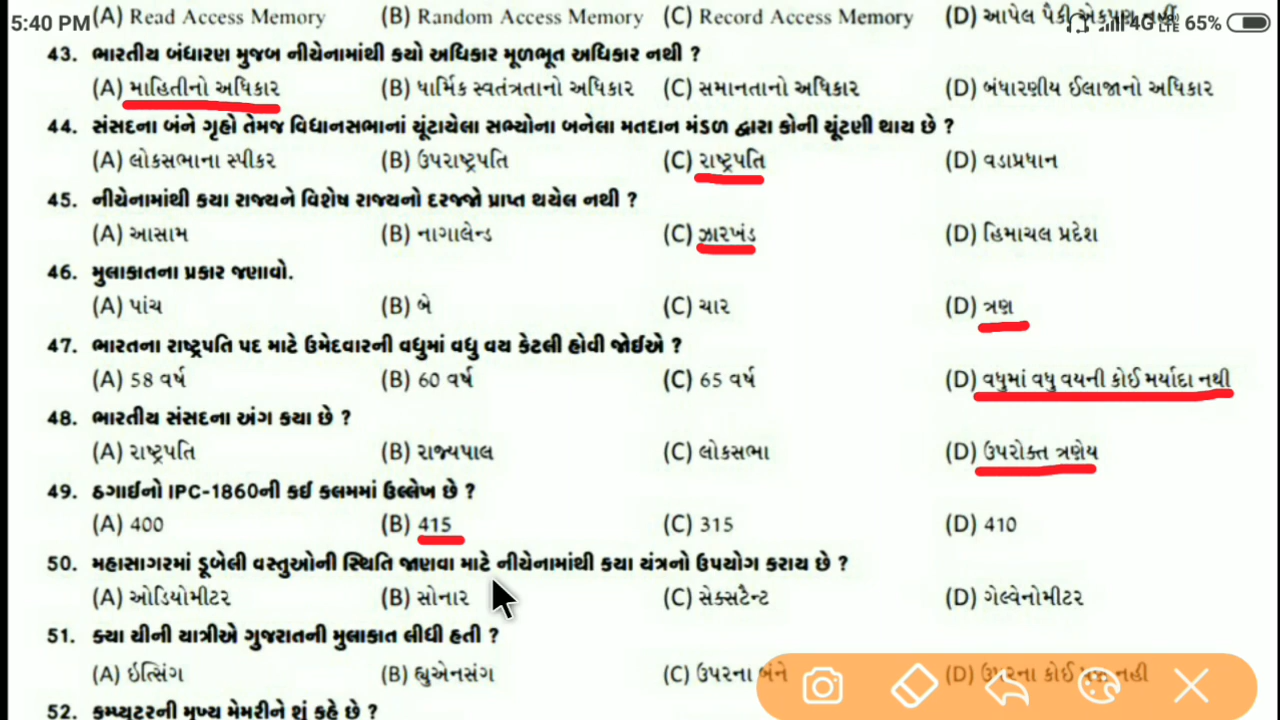 5:40 PM (A) Read Access Memory (B) Random Access Memory (C) Record Access Memory (D) આપેલ પૈકી 4G LTE 65%
43. ભારતીય બંધારણ મુજબ નીચેનામાંથી કયો અધિકાર મૂળભૂત અધિકાર નથી ?
(A) માહિતીનો અધિકાર (B) ધાર્મિક સ્વતંત્રતાનો અધિકાર (C) સમાનતાનો અધિકાર (D) બંધારણીય ઈલાજાનો અધિકાર
44. સંસદના બંને ગૃહો તેમજ વિધાનસભાનાં ચૂંટાયેલા સભ્યોના બનેલા મતદાન મંડળ દ્વારા કોની ચૂંટણી થાય છે ?
(A) લોકસભાના સ્પીકર (B) ઉપરાષ્ટ્રપતિ (C) રાષ્ટ્રપતિ (D) વડાપ્રધાન
45. નીચેનામાંથી કયા રાજ્યને વિશેષ રાજ્યનો દરજ્જો પ્રાપ્ત થયેલ નથી ?
(A) આસામ (B) નાગાલેન્ડ (C) ઝારખંડ (D) હિમાચલ પ્રદેશ
46. મુલાકાતના પ્રકાર જણાવો.
(A) પાંચ (B) બે (C) ચાર (D) ત્રણ
47. ભારતના રાષ્ટ્રપતિ પદ માટે ઉમેદવારની વધુમાં વધુ વય કેટલી હોવી જોઈએ ?
(A) 58 વર્ષ (B) 60 વર્ષ (C) 65 વર્ષ (D) વધુમાં વધુ વયની કોઈ મર્યાદા નથી
48. ભારતીય સંસદના અંગ કયા છે ?
(A) રાષ્ટ્રપતિ (B) રાજ્યપાલ (C) લોકસભા (D) ઉપરોક્ત ત્રણેય
49. ઠગાઈનો IPC-1860ની કઈ કલમમાં ઉલ્લેખ છે ?
(A) 400 (B) 415 (C) 315 (D) 410
50. મહાસાગરમાં ડૂબેલી વસ્તુઓની સ્થિતિ જાણવા માટે નીચેનામાંથી કયા યંત્રનો ઉપયોગ કરાય છે ?
(A) ઓડિયોમીટર (B) સોનાર (C) સેક્સટૈન્ટ (D) ગેલ્વેનોમીટર
51. ક્યા ચીની યાત્રીએ ગુજરાતની મુલાકાત લીધી હતી ?
(A) ઇત્સિંગ (B) હ્યુએનસંગ (C) ઉપરના બંને (D) ઉપરના કોઈ નહી
52. કમ્પ્યુટરની મુખ્ય મેમરીને શું કહે છે ?